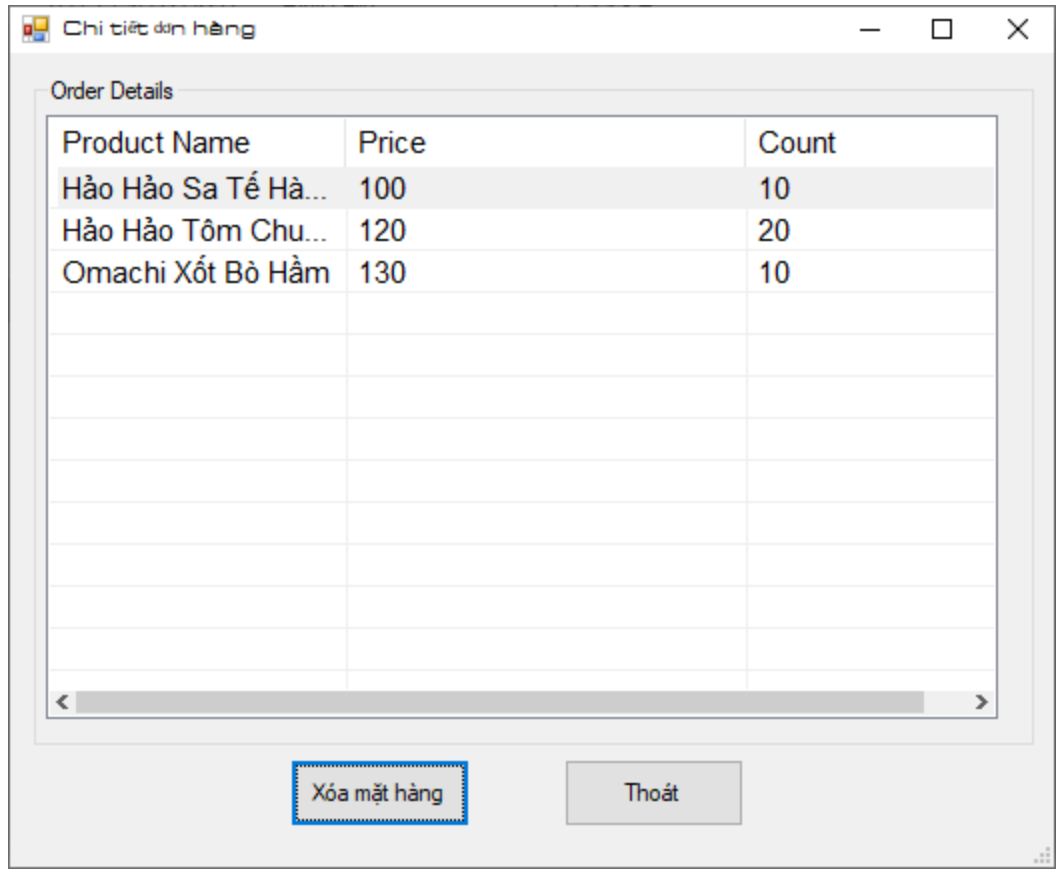 Chi tiết đơn hàng
Order Details
Product Name Price Count
Hảo Hảo Sa Tế Hà... 100 10
Hảo Hảo Tôm Chu... 120 20
Omachi Xốt Bò Hầm 130 10
Xóa mặt hàng Thoát